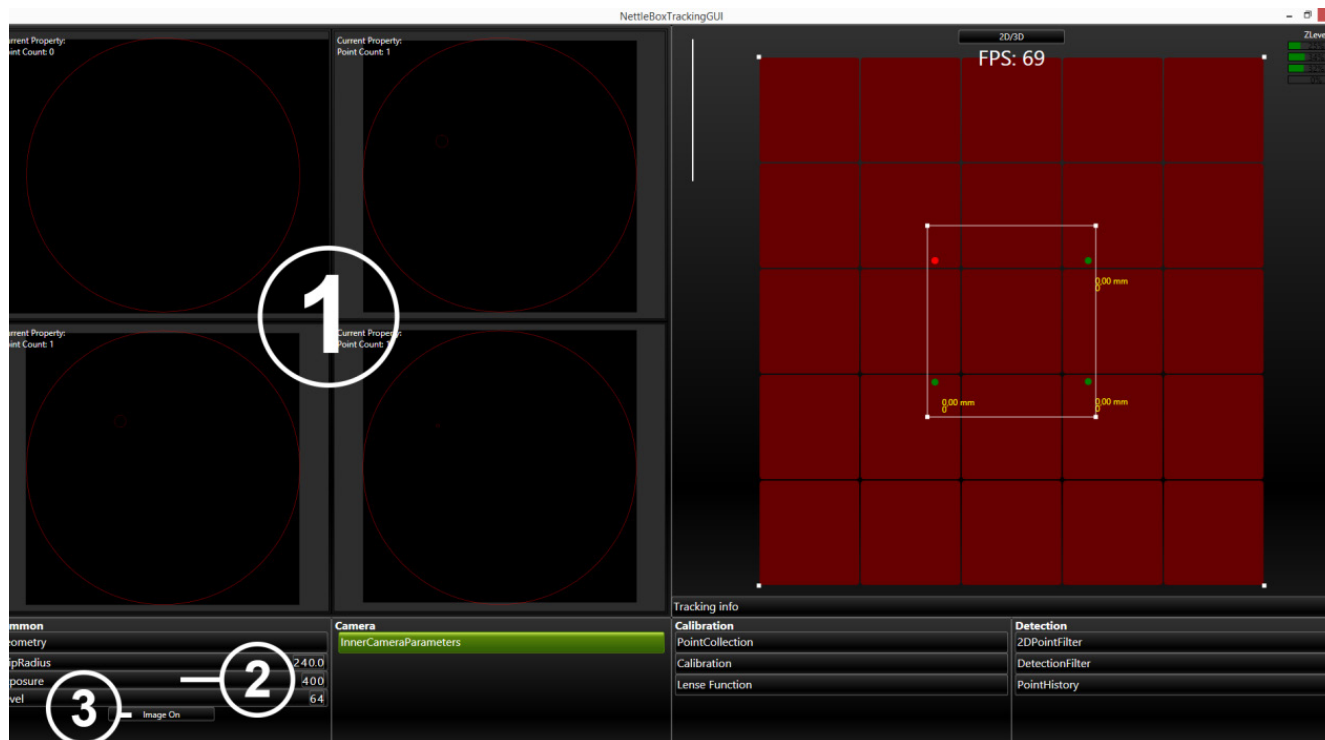 NettleBoxTrackingGUI
urrent Property:
oint Count: 0
Current Property:
Point Count: 1
2D/3D
FPS: 69
ZLeve
0%
0,00 mm
0
0,00 mm
0
0,00 mm
0
urrent Property:
oint Count: 1
Current Property:
Point Count: 1
1
Tracking info
mmon
eometry
ipRadius 240.0
posure 400
vel 64
Image On
2
3
Camera
InnerCameraParameters
Calibration
PointCollection
Calibration
Lense Function
Detection
2DPointFilter
DetectionFilter
PointHistory